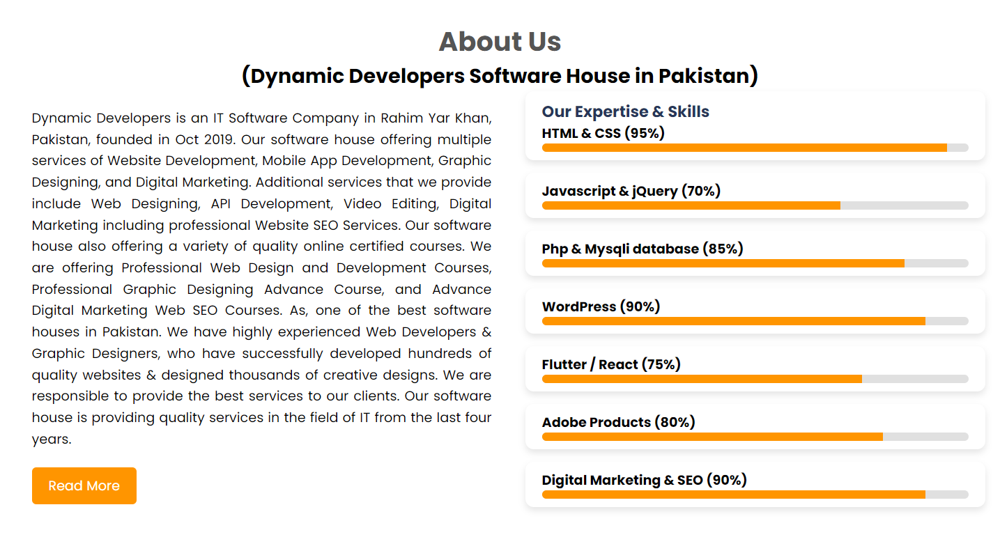 About Us
(Dynamic Developers Software House in Pakistan)
Dynamic Developers is an IT Software Company in Rahim Yar Khan,
Pakistan, founded in Oct 2019. Our software house offering multiple
services of Website Development, Mobile App Development, Graphic
Designing, and Digital Marketing. Additional services that we provide
include Web Designing, API Development, Video Editing, Digital
Marketing including professional Website SEO Services. Our software
house also offering a variety of quality online certified courses. We
are offering Professional Web Design and Development Courses,
Professional Graphic Designing Advance Course, and Advance
Digital Marketing Web SEO Courses. As, one of the best software
houses in Pakistan. We have highly experienced Web Developers &
Graphic Designers, who have successfully developed hundreds of
quality websites & designed thousands of creative designs. We are
responsible to provide the best services to our clients. Our software
house is providing quality services in the field of IT from the last four
years.
Read More
Our Expertise & Skills
HTML & CSS (95%)
Javascript & jQuery (70%)
Php & Mysqli database (85%)
WordPress (90%)
Flutter / React (75%)
Adobe Products (80%)
Digital Marketing & SEO (90%)